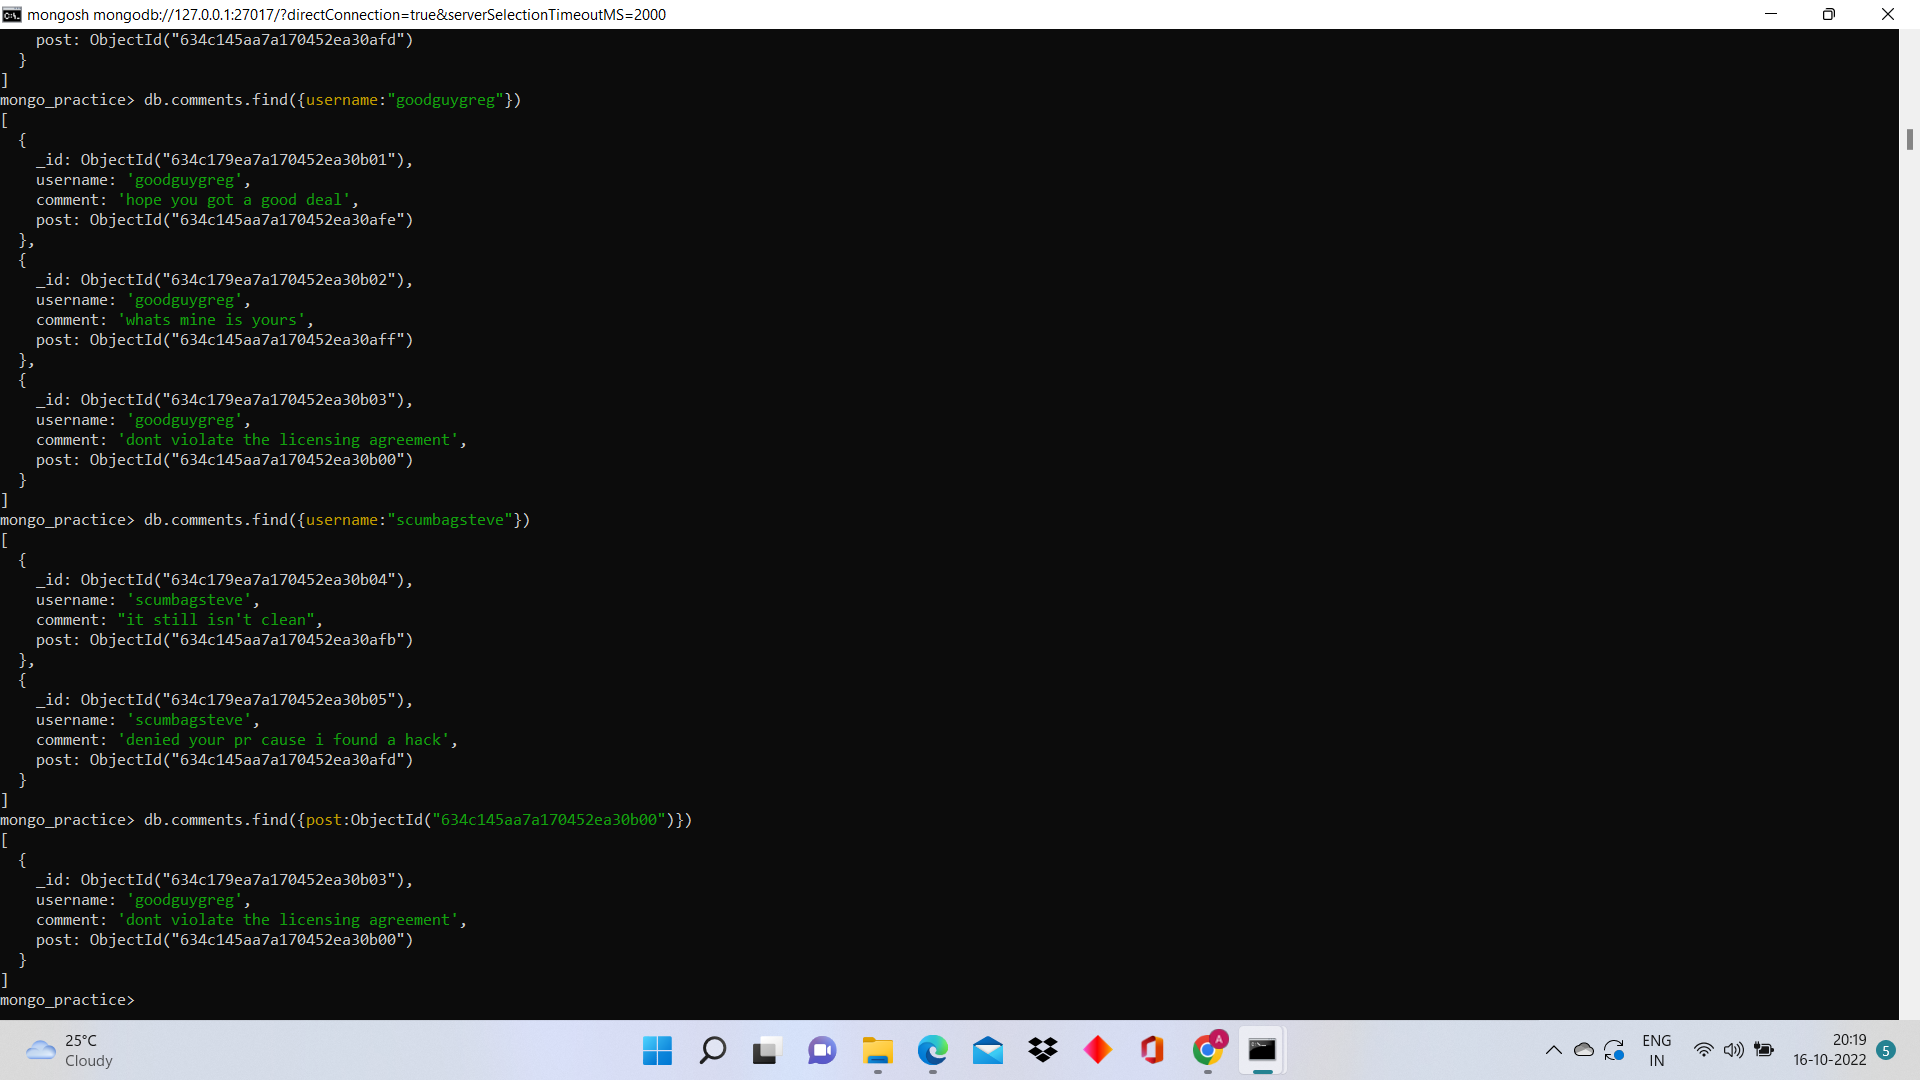 mongosh mongodb://127.0.0.1:27017/?directConnection=true&serverSelectionTimeoutMS=2000
    post: ObjectId("634c145aa7a170452ea30afd")
  }
]
mongo_practice> db.comments.find({username:"goodguygreg"})
[
  {
    _id: ObjectId("634c179ea7a170452ea30b01"),
    username: 'goodguygreg',
    comment: 'hope you got a good deal',
    post: ObjectId("634c145aa7a170452ea30afe")
  },
  {
    _id: ObjectId("634c179ea7a170452ea30b02"),
    username: 'goodguygreg',
    comment: 'whats mine is yours',
    post: ObjectId("634c145aa7a170452ea30aff")
  },
  {
    _id: ObjectId("634c179ea7a170452ea30b03"),
    username: 'goodguygreg',
    comment: 'dont violate the licensing agreement',
    post: ObjectId("634c145aa7a170452ea30b00")
  }
]
mongo_practice> db.comments.find({username:"scumbagsteve"})
[
  {
    _id: ObjectId("634c179ea7a170452ea30b04"),
    username: 'scumbagsteve',
    comment: "it still isn't clean",
    post: ObjectId("634c145aa7a170452ea30afb")
  },
  {
    _id: ObjectId("634c179ea7a170452ea30b05"),
    username: 'scumbagsteve',
    comment: 'denied your pr cause i found a hack',
    post: ObjectId("634c145aa7a170452ea30afd")
  }
]
mongo_practice> db.comments.find({post:ObjectId("634c145aa7a170452ea30b00")})
[
  {
    _id: ObjectId("634c179ea7a170452ea30b03"),
    username: 'goodguygreg',
    comment: 'dont violate the licensing agreement',
    post: ObjectId("634c145aa7a170452ea30b00")
  }
]
mongo_practice>
25°C
Cloudy
A
ENG
IN
20:19
16-10-2022
5